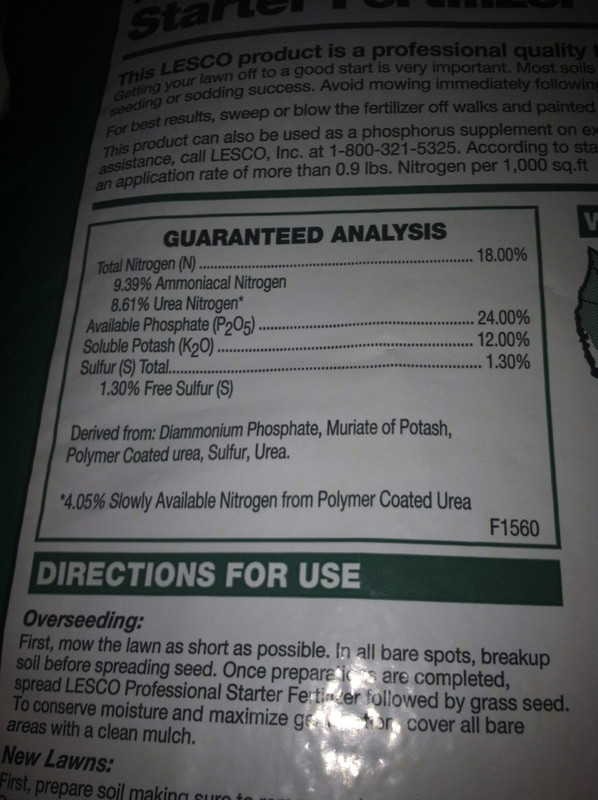 Starter Fertilizer
This LESCO product is a professional quality
Getting your lawn off to a good start is very important. Most soils
seeding or sodding success. Avoid mowing immediately following
For best results, sweep or blow the fertilizer off walks and painted
This product can also be used as a phosphorus supplement on
assistance, call LESCO, Inc. at 1-800-321-5325. According to
an application rate of more than 0.9 lbs. Nitrogen per 1,000 sq.ft
GUARANTEED ANALYSIS
Total Nitrogen (N) ................ 18.00%
9.39% Ammoniacal Nitrogen
8.61% Urea Nitrogen*
Available Phosphate (P2O5) ................ 24.00%
Soluble Potash (K2O) ................ 12.00%
Sulfur (S) Total................ 1.30%
1.30% Free Sulfur (S)
Derived from: Diammonium Phosphate, Muriate of Potash,
Polymer Coated urea, Sulfur, Urea.
*4.05% Slowly Available Nitrogen from Polymer Coated Urea
F1560
DIRECTIONS FOR USE
Overseeding:
First, mow the lawn as short as possible. In all bare spots, breakup
soil before spreading seed. Once preparations are completed,
spread LESCO Professional Starter Fertilizer followed by grass seed.
To conserve moisture and maximize cover all bare
areas with a clean mulch.
New Lawns:
First, prepare soil making sure to